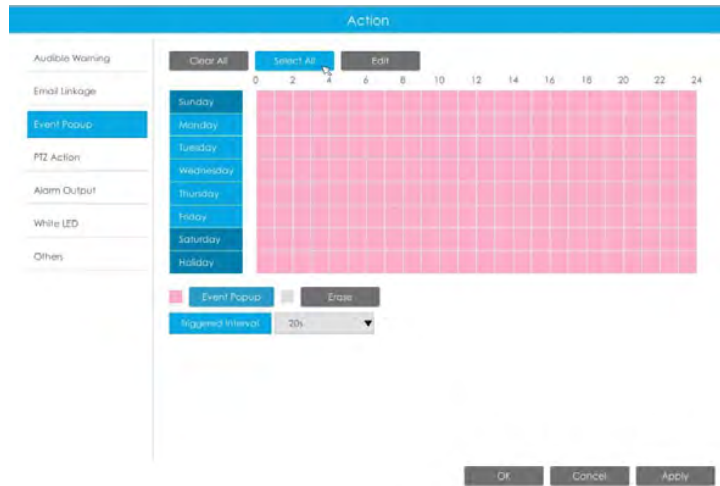 Action
Audible Warning
Email Linkage
Event Popup
PTZ Action
Alarm Output
White LED
Others
Clear All Select All Edit
0 2 4 6 8 10 12 14 16 18 20 22 24
Sunday
Monday
Tuesday
Wednesday
Thursday
Friday
Saturday
Holiday
Event Popup Erase
Triggered Interval 20s
OK Cancel Apply